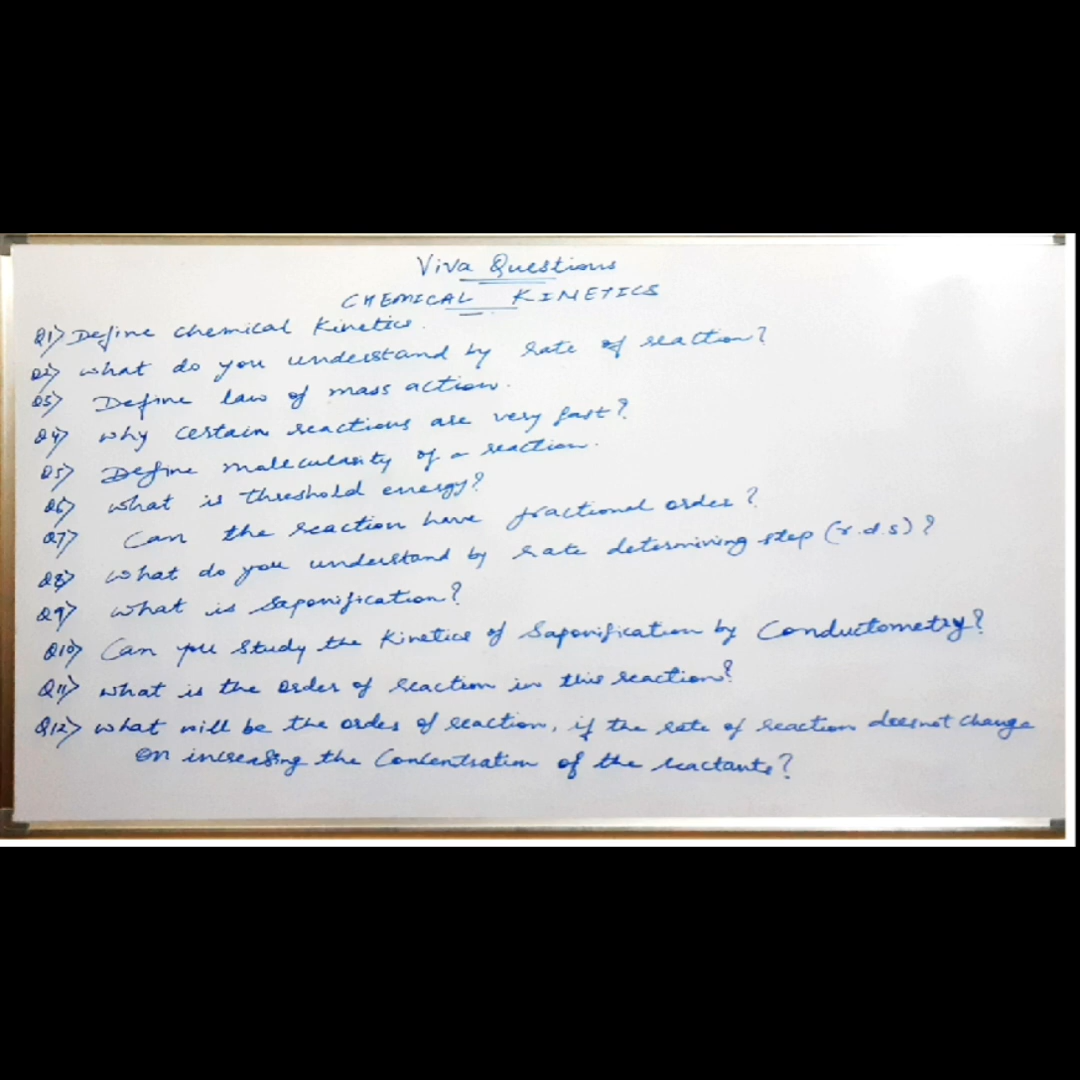 Viva Questions
CHEMICAL KINETICS
Q1> Define chemical Kinetics.
Q2> what do you understand by rate of reaction?
Q3> Define law of mass action.
Q4> why certain reactions are very fast?
Q5> Define malecularity of a reaction.
Q6> what is threshold energy?
Q7> Can the reaction have fractional order?
Q8> what do you understand by rate determining step (r.d.s)?
Q9> what is saponification?
Q10> Can you study the Kinetics of Saponification by Conductometry?
Q11> what is the order of reaction in this reaction?
Q12> what will be the order of reaction, if the rate of reaction doesnot change
on increasing the Concentration of the reactants?